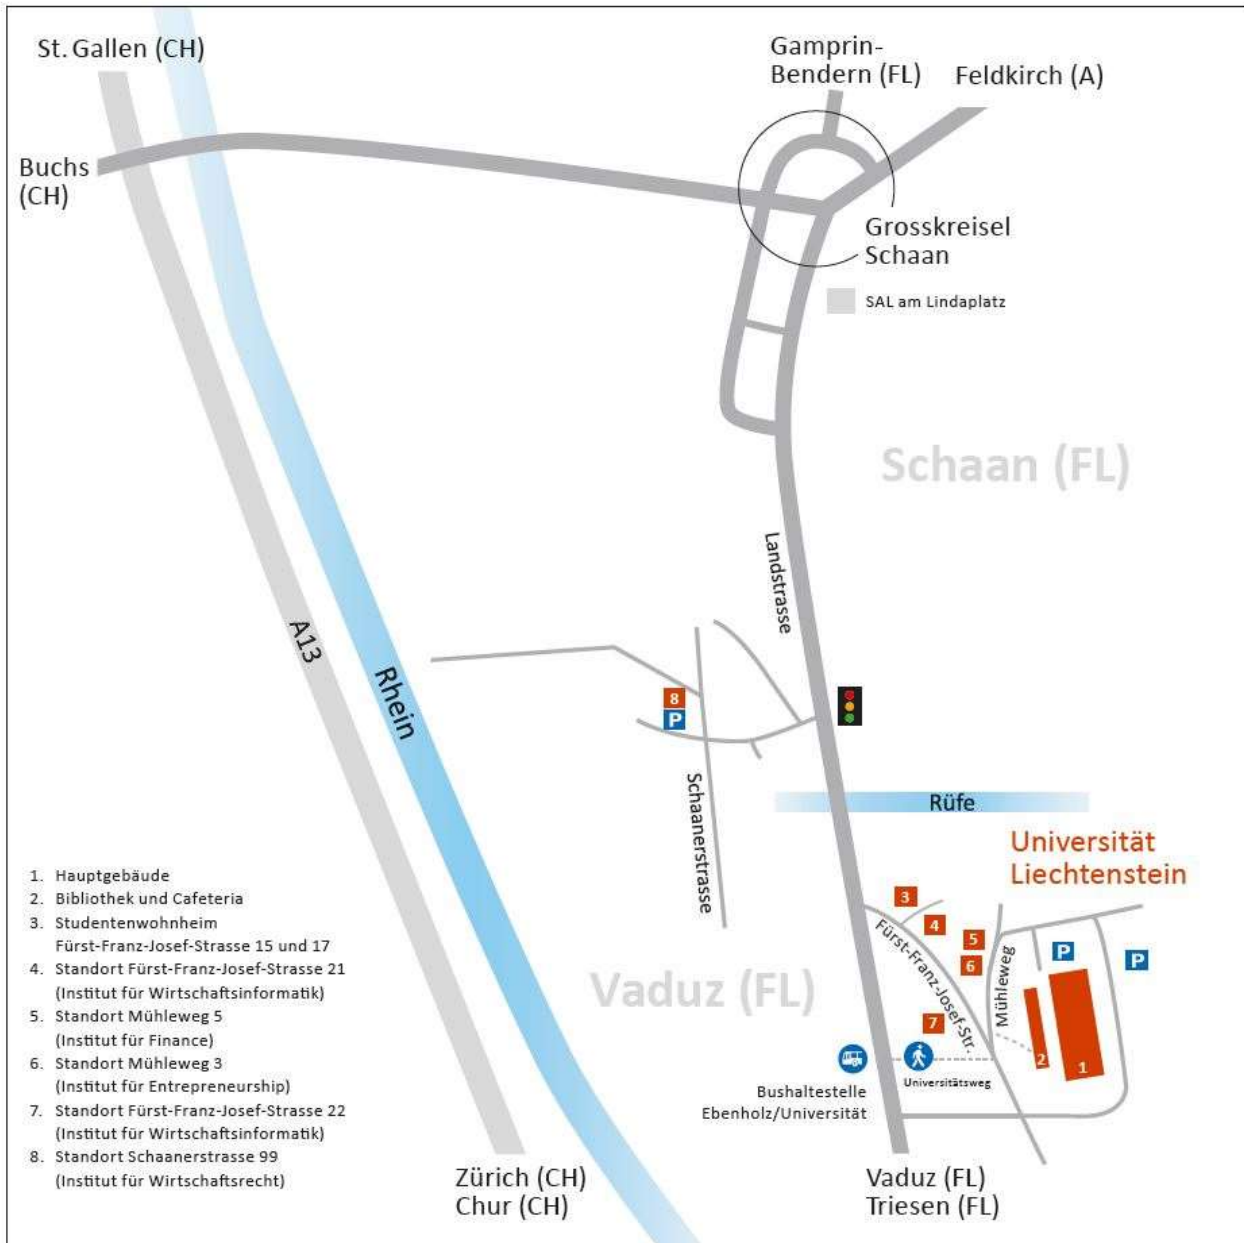 St. Gallen (CH)
Gamprin-
Bendern (FL)
Feldkirch (A)
Buchs
(CH)
Grosskreisel
Schaan
SAL am Lindaplatz
Schaan (FL)
Landstrasse
A13
Rhein
8
P
Schaanerstrasse
Rüfe
Universität
Liechtenstein
3
4
5
6
P
P
Fürst-Franz-Josef-Str.
Mühleweg
Vaduz (FL)
7
2
1
Universitätsweg
Bushaltestelle
Ebenholz/Universität
1. Hauptgebäude
2. Bibliothek und Cafeteria
3. Studentenwohnheim
Fürst-Franz-Josef-Strasse 15 und 17
4. Standort Fürst-Franz-Josef-Strasse 21
(Institut für Wirtschaftsinformatik)
5. Standort Mühleweg 5
(Institut für Finance)
6. Standort Mühleweg 3
(Institut für Entrepreneurship)
7. Standort Fürst-Franz-Josef-Strasse 22
(Institut für Wirtschaftsinformatik)
8. Standort Schaanerstrasse 99
(Institut für Wirtschaftsrecht)
Zürich (CH)
Chur (CH)
Vaduz (FL)
Triesen (FL)